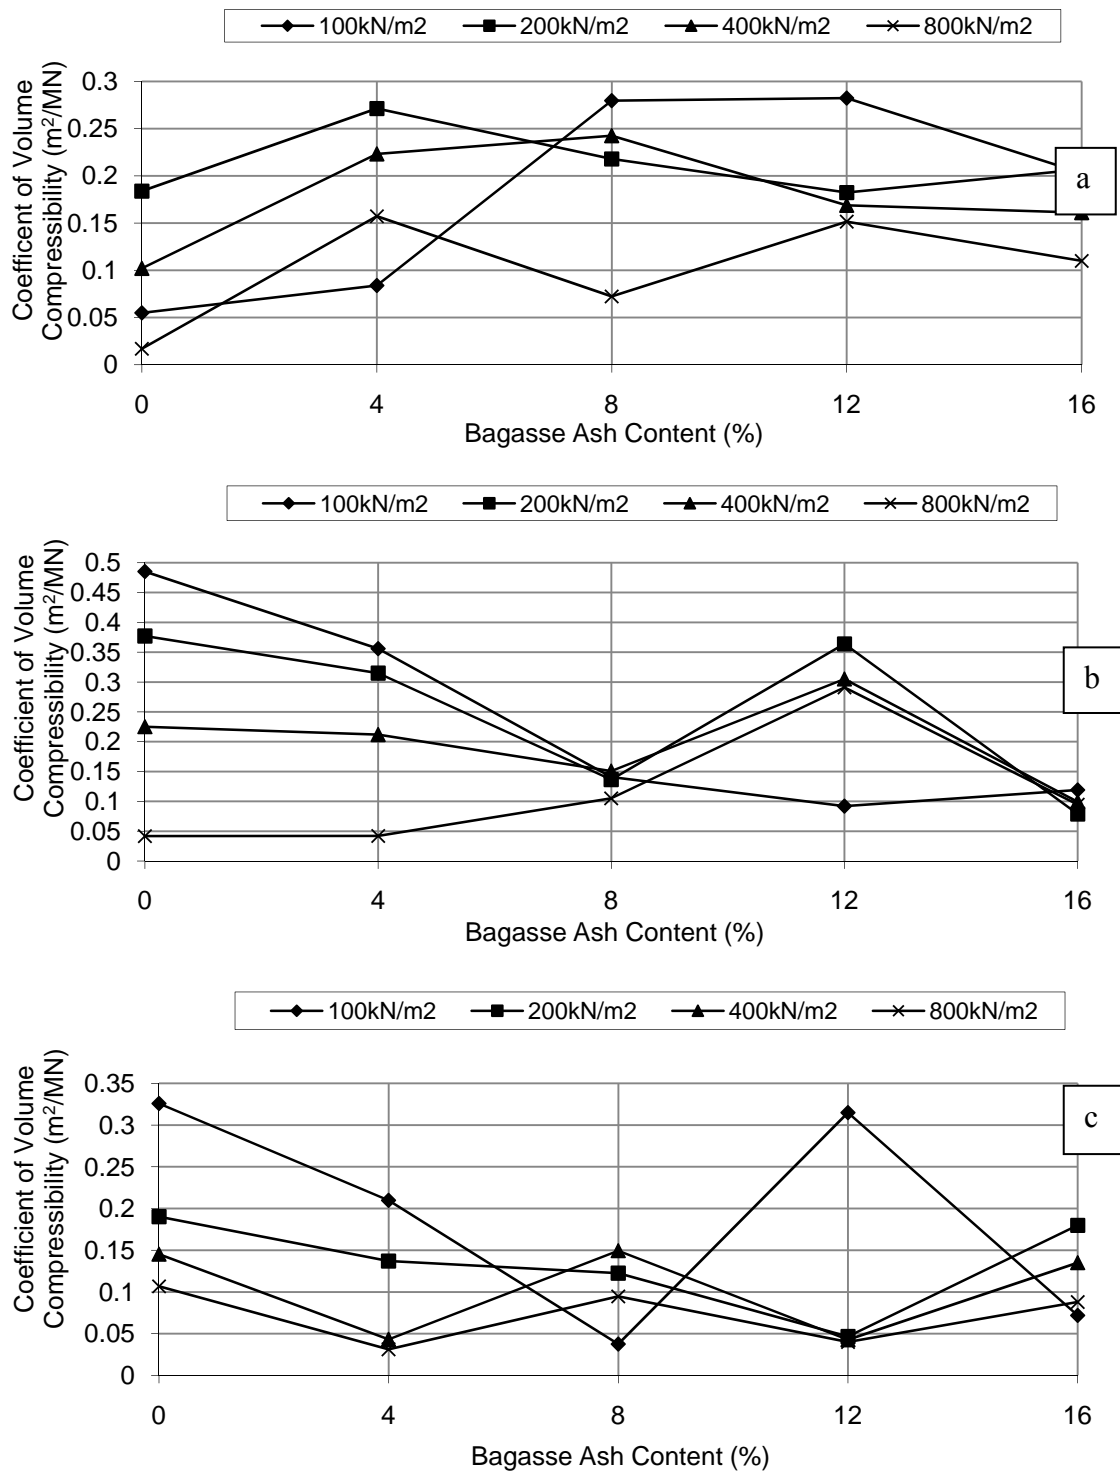 100kN/m2 200kN/m2 400kN/m2 800kN/m2
Coefficent of Volume
Compressibility (m²/MN)
0.3
0.25
0.2
0.15
0.1
0.05
0
a
0 4 8 12 16
Bagasse Ash Content (%)
100kN/m2 200kN/m2 400kN/m2 800kN/m2
Coefficient of Volume
Compressibility (m²/MN)
0.5
0.45
0.4
0.35
0.3
0.25
0.2
0.15
0.1
0.05
0
b
0 4 8 12 16
Bagasse Ash Content (%)
100kN/m2 200kN/m2 400kN/m2 800kN/m2
Coefficient of Volume
Compressibility (m²/MN)
0.35
0.3
0.25
0.2
0.15
0.1
0.05
0
c
0 4 8 12 16
Bagasse Ash Content (%)